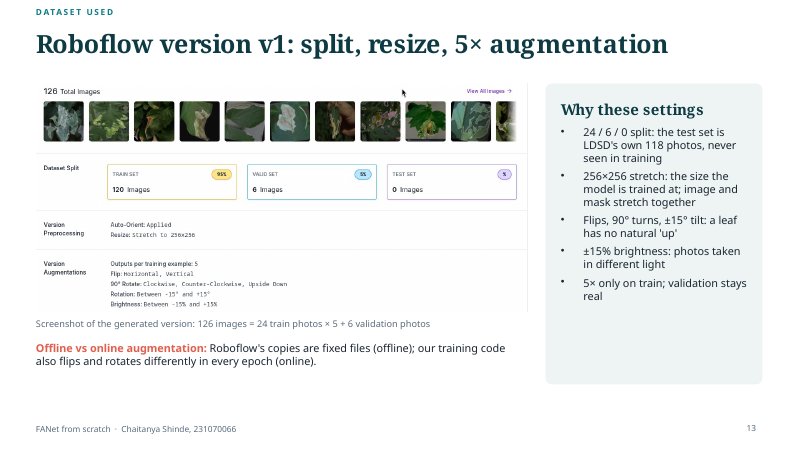 DATASET USED
Roboflow version v1: split, resize, 5× augmentation
126 Total Images
View All Images →
Dataset Split
TRAIN SET 95%
120 Images
VALID SET 5%
6 Images
TEST SET %
0 Images
Version Preprocessing
Auto-Orient: Applied
Resize: Stretch to 256x256
Version Augmentations
Outputs per training example: 5
Flip: Horizontal, Vertical
90° Rotate: Clockwise, Counter-Clockwise, Upside Down
Rotation: Between -15° and +15°
Brightness: Between -15% and +15%
Screenshot of the generated version: 126 images = 24 train photos × 5 + 6 validation photos
Offline vs online augmentation: Roboflow's copies are fixed files (offline); our training code
also flips and rotates differently in every epoch (online).
Why these settings
• 24 / 6 / 0 split: the test set is
LDSD's own 118 photos, never
seen in training
• 256×256 stretch: the size the
model is trained at; image and
mask stretch together
• Flips, 90° turns, ±15° tilt: a leaf
has no natural 'up'
• ±15% brightness: photos taken
in different light
• 5× only on train; validation stays
real
FANet from scratch · Chaitanya Shinde, 231070066
13